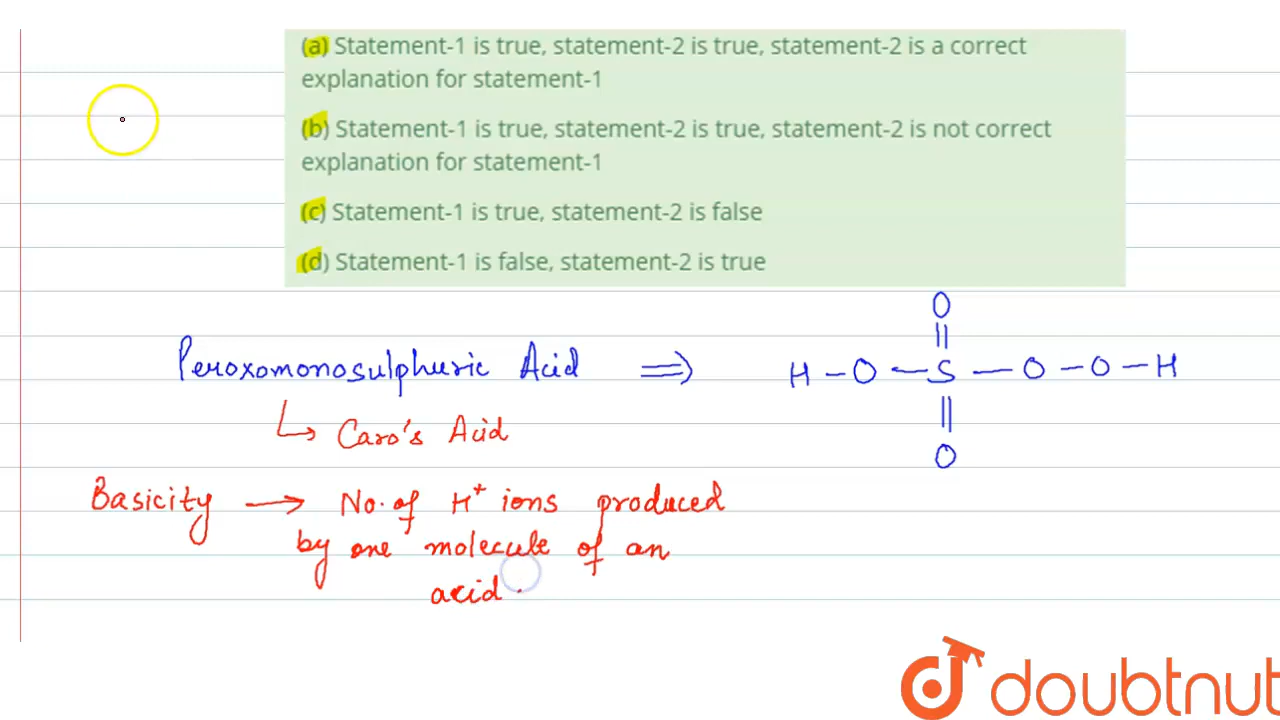 (a) Statement-1 is true, statement-2 is true, statement-2 is a correct
explanation for statement-1
(b) Statement-1 is true, statement-2 is true, statement-2 is not correct
explanation for statement-1
(c) Statement-1 is true, statement-2 is false
(d) Statement-1 is false, statement-2 is true
O
||
Peroxomonosulphuric Acid ⇒ H - O - S - O - O - H
||
O
↳ Caro's Acid
Basicity → No. of H⁺ ions produced
by one molecule of an
acid.
doubtnut